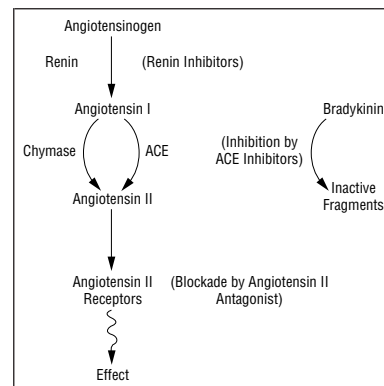 Angiotensinogen
Renin
(Renin Inhibitors)
Angiotensin I
Bradykinin
Chymase
ACE
(Inhibition by
ACE Inhibitors)
Angiotensin II
Inactive
Fragments
Angiotensin II
Receptors
(Blockade by Angiotensin II
Antagonist)
Effect